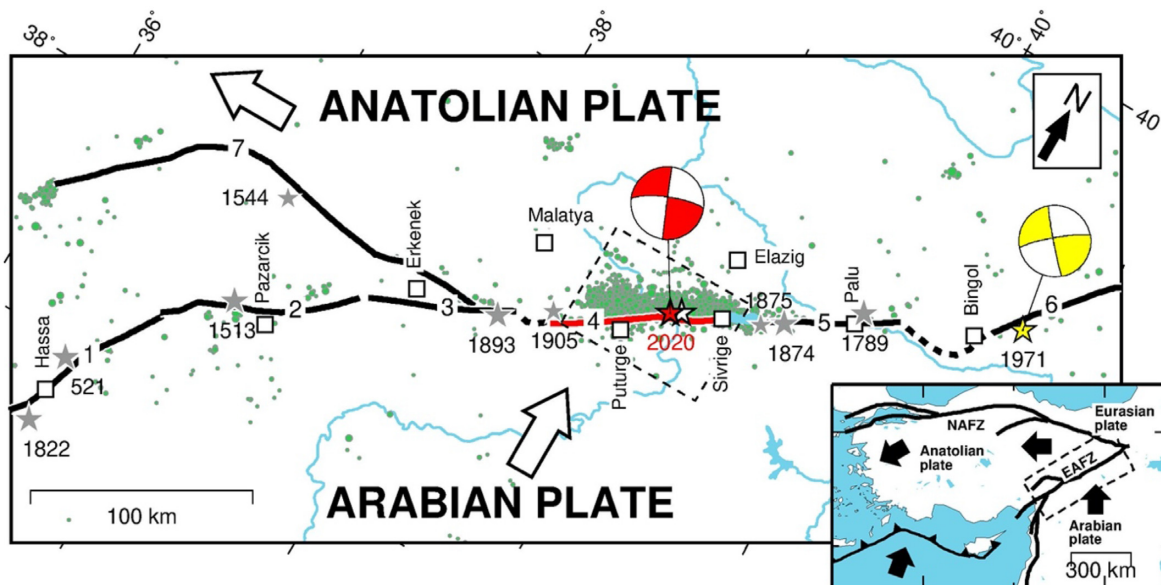 38°
36°
38
40°
40°
40
ANATOLIAN PLATE
N
7
1544
Malatya
Erkenek
Elazig
Pazarcik
1875
Palu
Bingol
6
2
3
4
5
1513
Hassa
1
521
1893
1905
Puturge
2020
Sivrige
1874
1789
1971
1822
100 km
ARABIAN PLATE
NAFZ
Eurasian
plate
Anatolian
plate
EAFZ
Arabian
plate
300 km